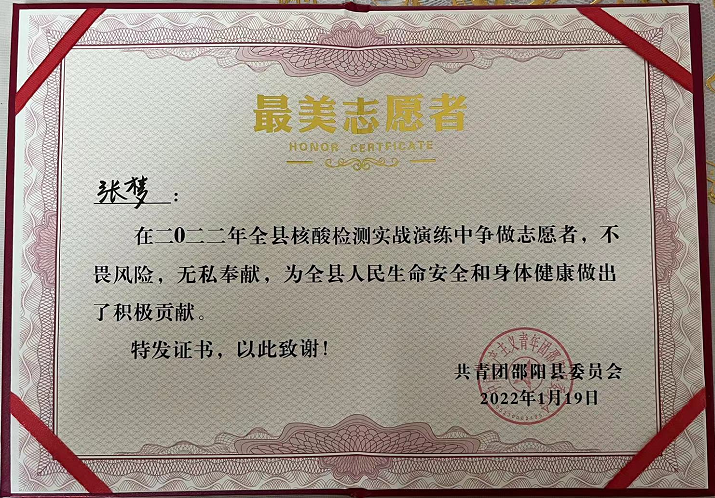 最美志愿者
HONOR CERTFICATE
张梦：
在二0二二年全县核酸检测实战演练中争做志愿者，不
畏风险，无私奉献，为全县人民生命安全和身体健康做出
了积极贡献。
特发证书，以此致谢！
共青团邵阳县委员会
2022年1月19日